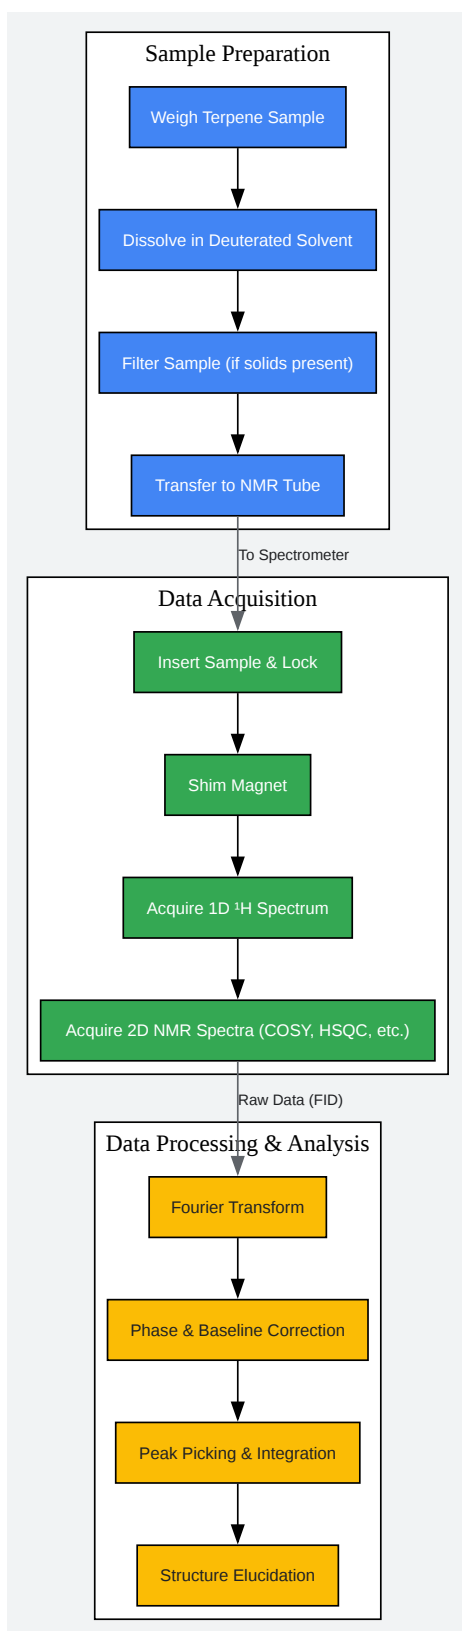 Sample Preparation
Weigh Terpene Sample
Dissolve in Deuterated Solvent
Filter Sample (if solids present)
Transfer to NMR Tube
To Spectrometer
Data Acquisition
Insert Sample & Lock
Shim Magnet
Acquire 1D ¹H Spectrum
Acquire 2D NMR Spectra (COSY, HSQC, etc.)
Raw Data (FID)
Data Processing & Analysis
Fourier Transform
Phase & Baseline Correction
Peak Picking & Integration
Structure Elucidation